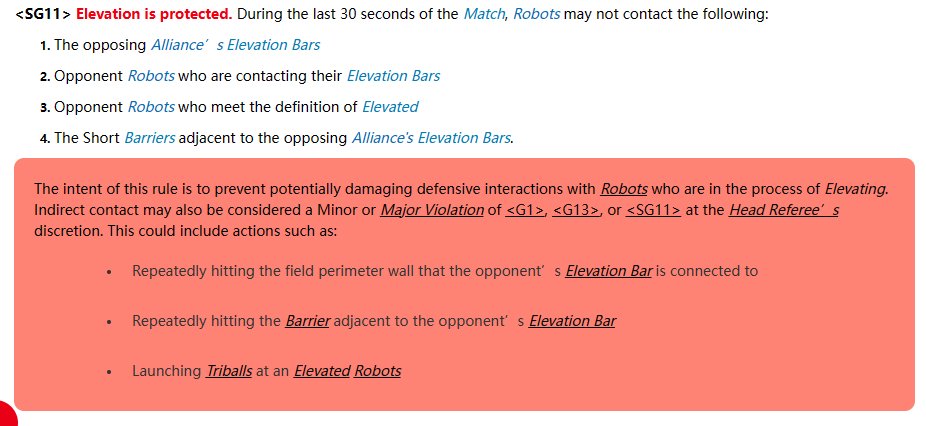 <SG11> Elevation is protected. During the last 30 seconds of the Match, Robots may not contact the following:
1. The opposing Alliance’s Elevation Bars
2. Opponent Robots who are contacting their Elevation Bars
3. Opponent Robots who meet the definition of Elevated
4. The Short Barriers adjacent to the opposing Alliance's Elevation Bars.
The intent of this rule is to prevent potentially damaging defensive interactions with Robots who are in the process of Elevating.
Indirect contact may also be considered a Minor or Major Violation of <G1>, <G13>, or <SG11> at the Head Referee’s
discretion. This could include actions such as:
• Repeatedly hitting the field perimeter wall that the opponent’s Elevation Bar is connected to
• Repeatedly hitting the Barrier adjacent to the opponent’s Elevation Bar
• Launching Triballs at an Elevated Robots